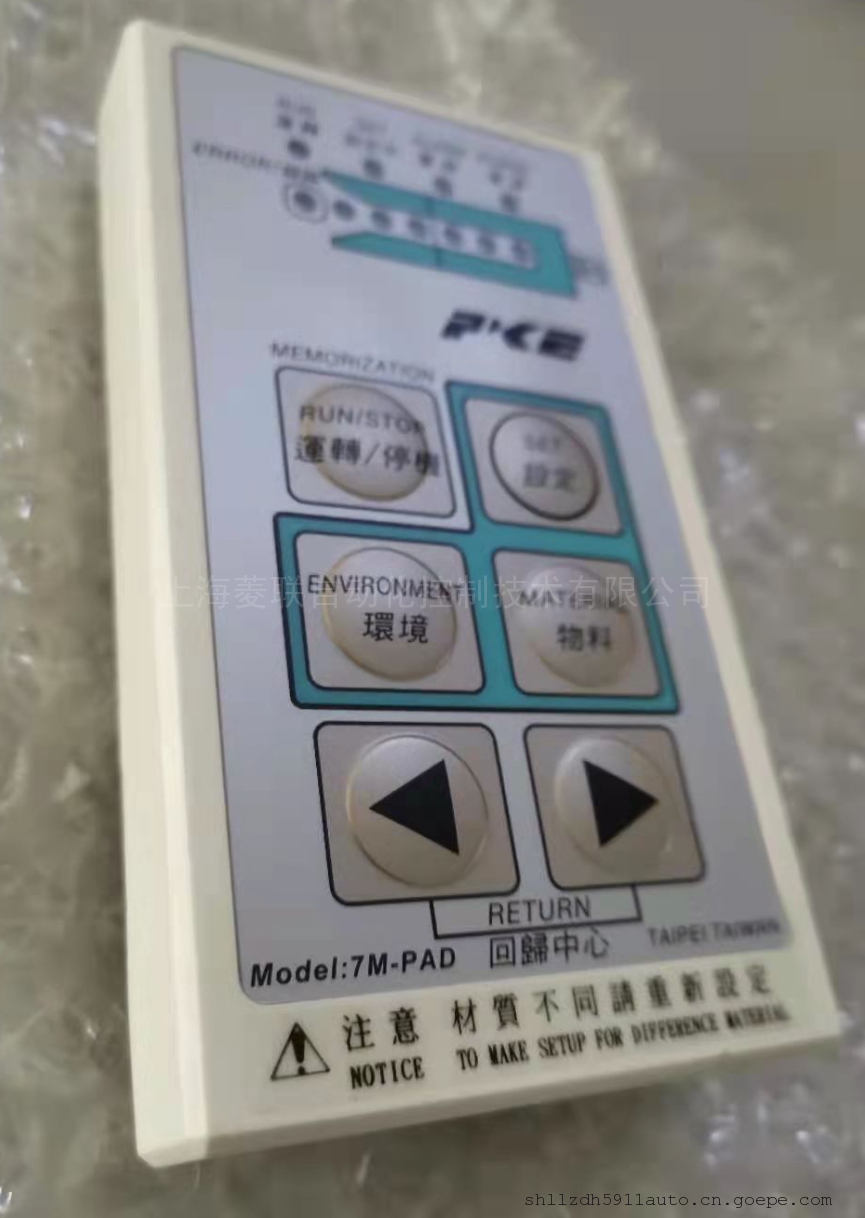 ERROR/
MEMORIZATION
RUN/STOP
運轉/停機
SET
設定
ENVIRONMENT
環境
MATERIAL
物料
上海菱联自动化控制技术有限公司
RETURN
回歸中心
TAIPEI TAIWAN
Model:7M-PAD
注意 材質不同請重新設定
NOTICE TO MAKE SETUP FOR DIFFERENCE MATERIAL
shllzdh5911auto.cn.goepe.com